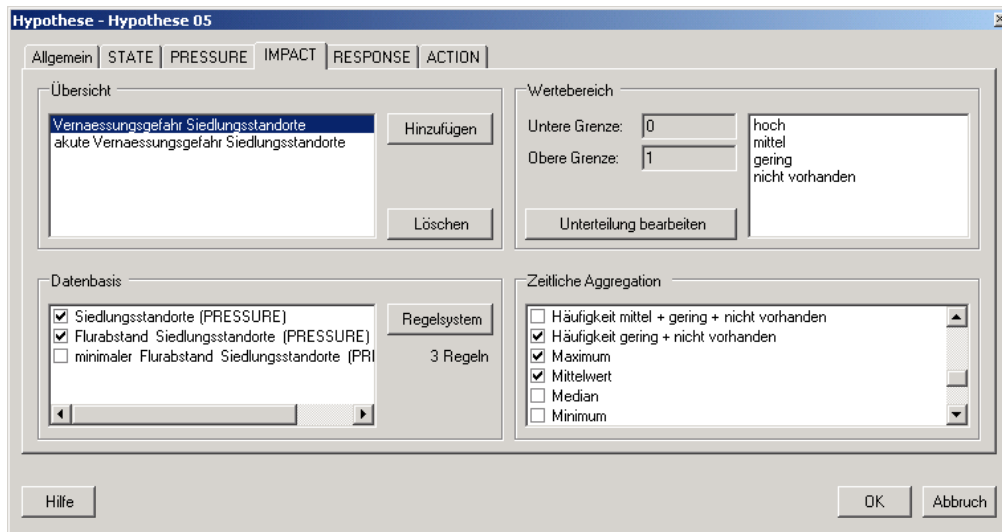 Hypothese - Hypothese 05
Allgemein STATE PRESSURE IMPACT RESPONSE ACTION
Übersicht
Vernaessungsgefahr Siedlungsstandorte
akute Vernaessungsgefahr Siedlungsstandorte
Hinzufügen
Löschen
Wertebereich
Untere Grenze: 0
Obere Grenze: 1
Unterteilung bearbeiten
hoch
mittel
gering
nicht vorhanden
Datenbasis
Siedlungsstandorte (PRESSURE)
Flurabstand Siedlungsstandorte (PRESSURE)
minimaler Flurabstand Siedlungsstandorte (PRI
Regelsystem
3 Regeln
Zeitliche Aggregation
Häufigkeit mittel + gering + nicht vorhanden
Häufigkeit gering + nicht vorhanden
Maximum
Mittelwert
Median
Minimum
Hilfe
OK
Abbruch